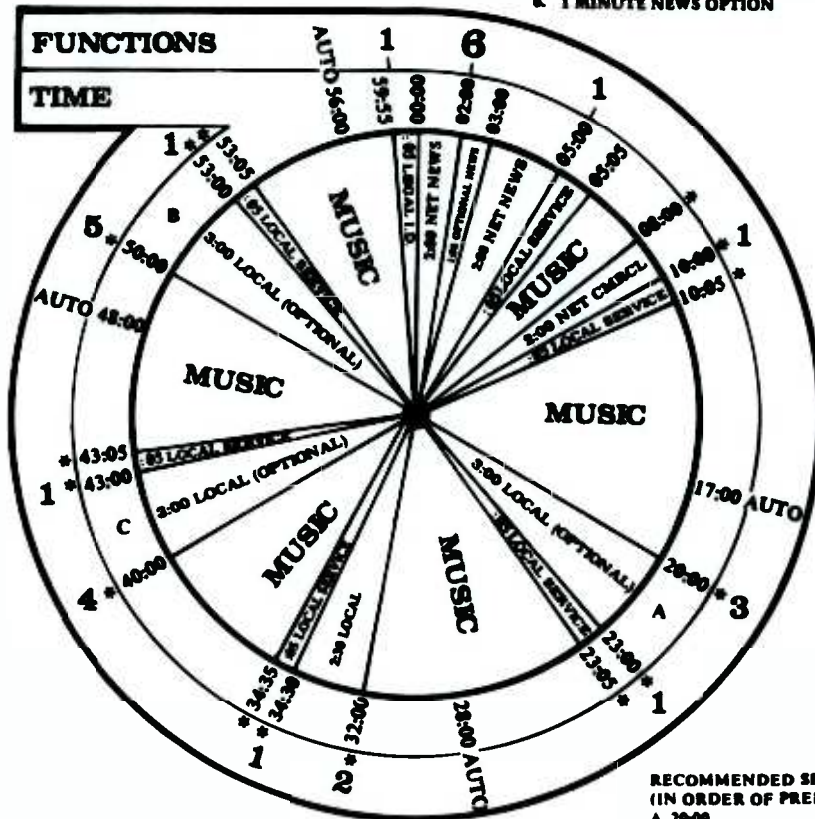 1 MINUTE NEWS OPTION
FUNCTIONS
TIME
AUTO 56:00
1
59:55
00:00
6
02:00
03:00
1
05:00
05:05
08:00 *
10:00 * 1
10:05 *
17:00 AUTO
20:00 * 3
A
23:00 * 1
23:05 *
28:00 AUTO
32:00 * 2
34:30 *
34:35 *
1
40:00 * 4
C
1 * 43:00
* 43:05
AUTO 48:00
5 * 50:00
B
1 * 53:00
* 53:05
MUSIC
:05 LOCAL I.D.
2:00 NET NEWS
1:00 OPTIONAL NEWS
2:00 NET NEWS
:05 LOCAL SERVICE
MUSIC
2:00 NET CMRCL
:05 LOCAL SERVICE
MUSIC
3:00 LOCAL (OPTIONAL)
:05 LOCAL SERVICE
MUSIC
2:30 LOCAL
:05 LOCAL SERVICE
MUSIC
3:00 LOCAL (OPTIONAL)
:05 LOCAL SERVICE
MUSIC
3:00 LOCAL (OPTIONAL)
:05 LOCAL SERVICE
RECOMMENDED
(IN ORDER OF
A 20:00